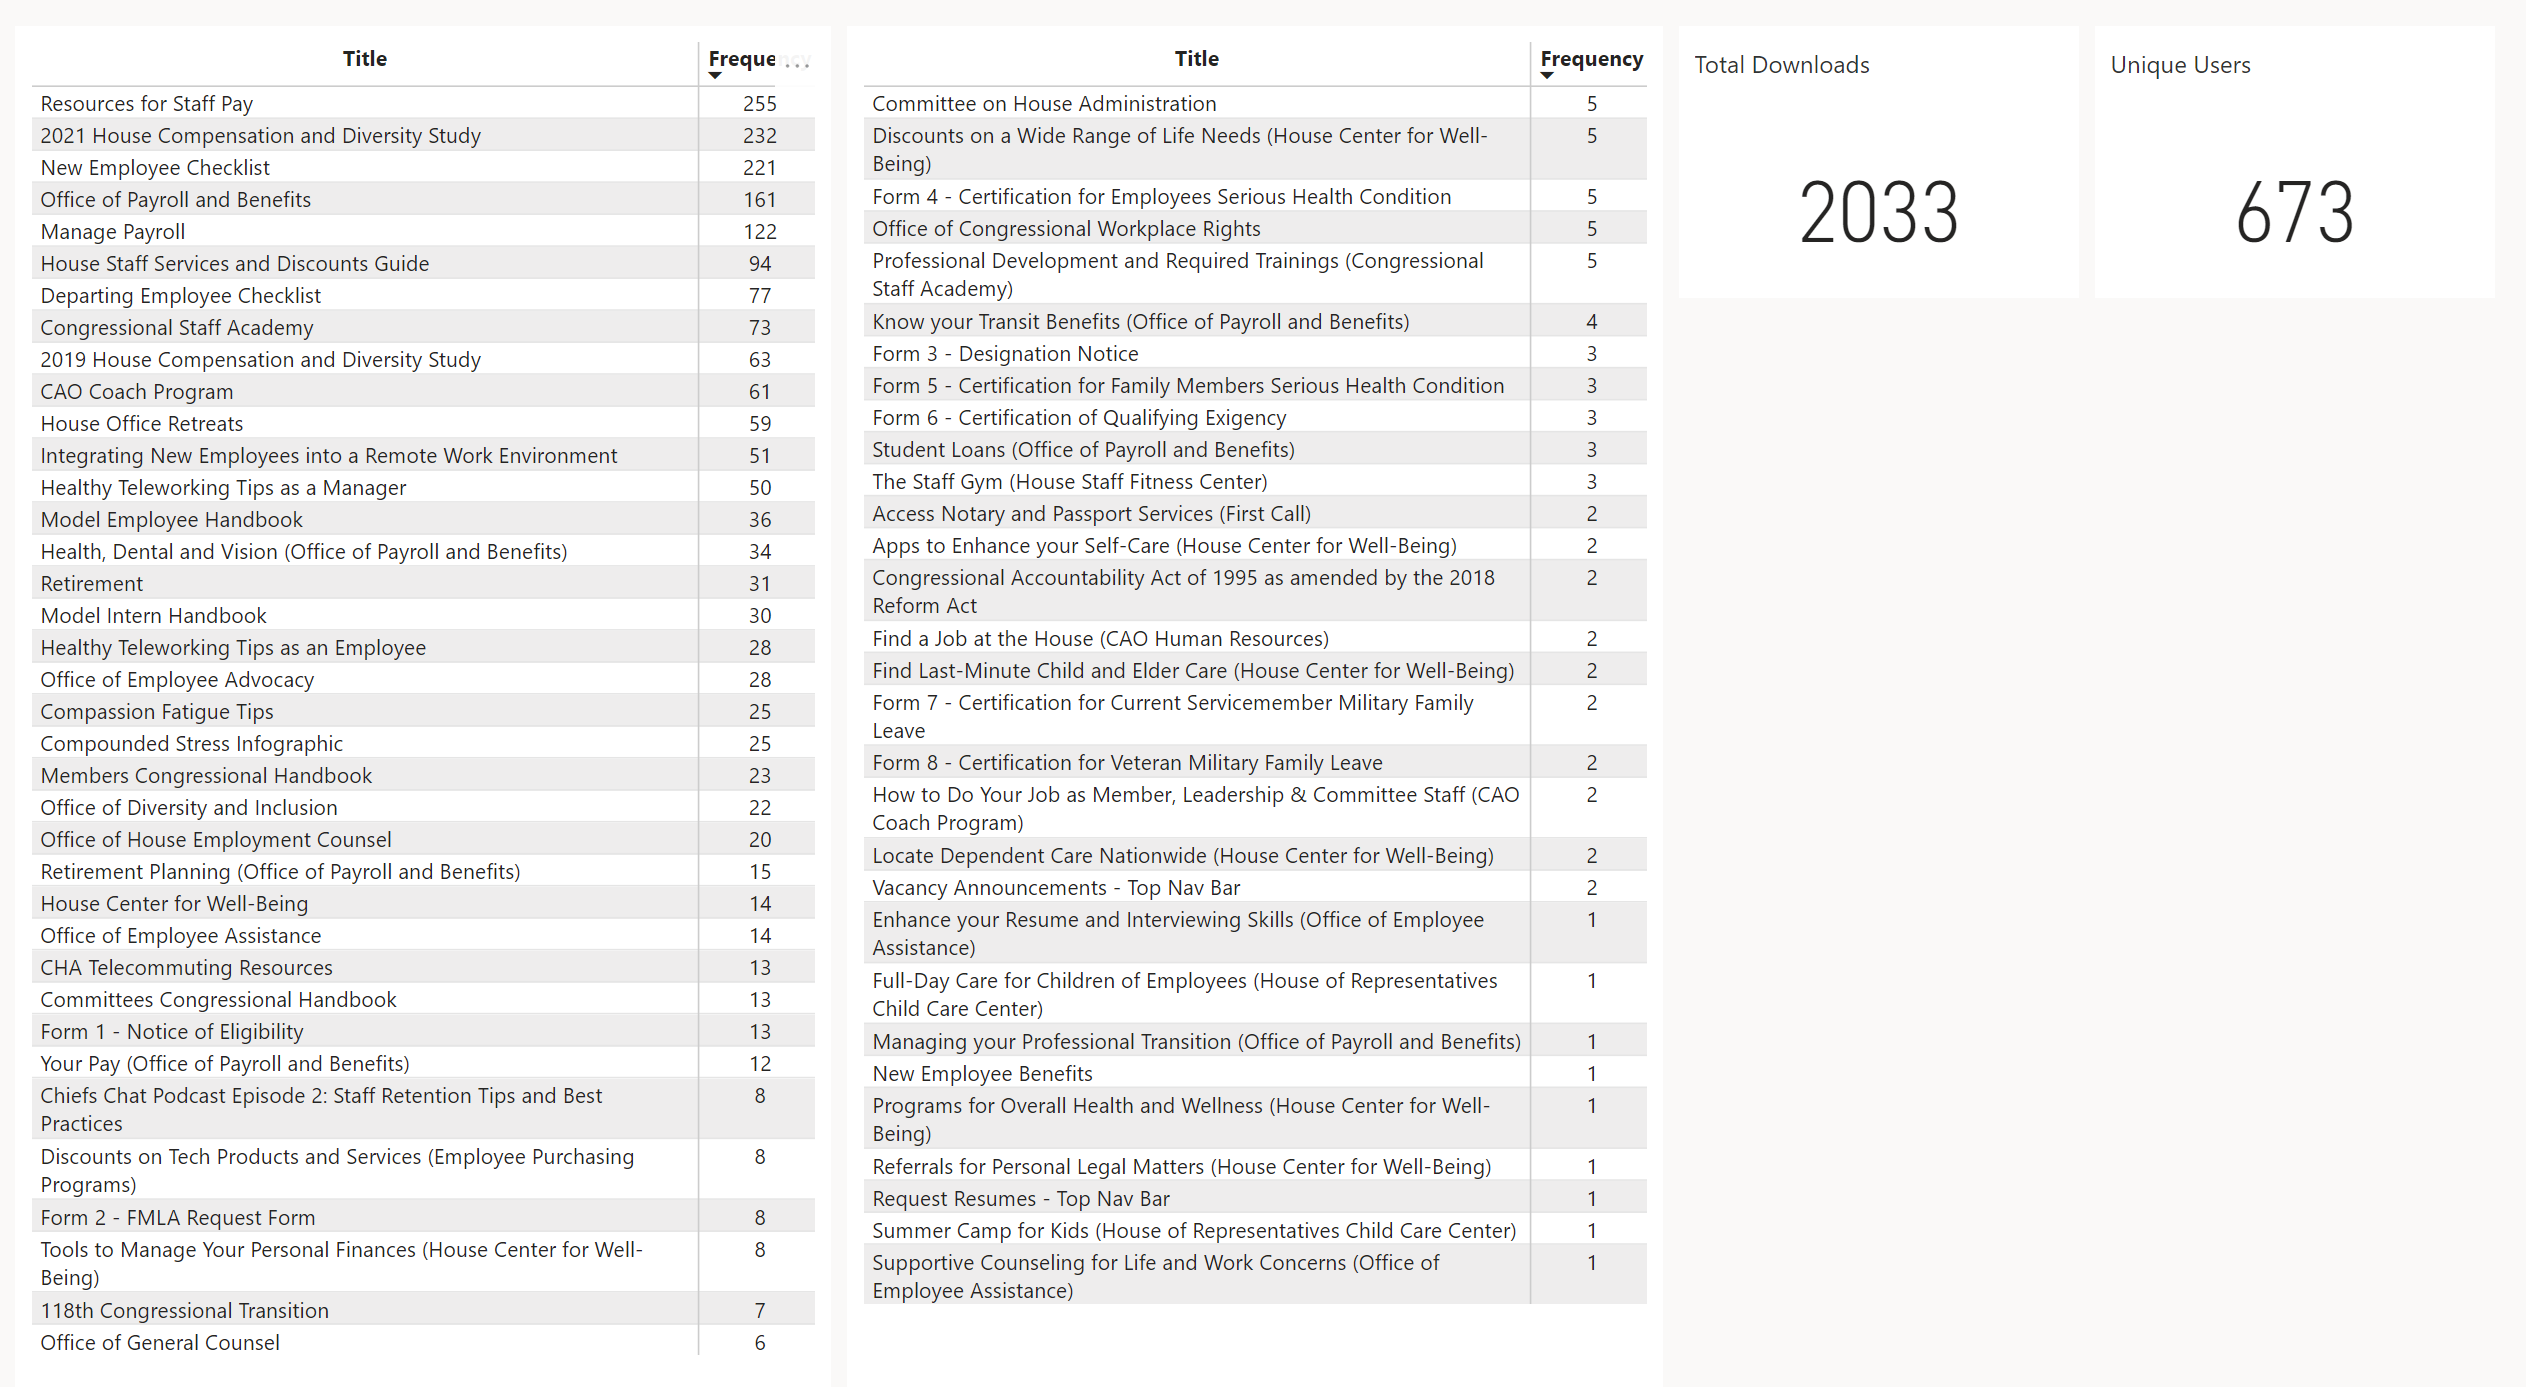 Title Freque...
Resources for Staff Pay 255
2021 House Compensation and Diversity Study 232
New Employee Checklist 221
Office of Payroll and Benefits 161
Manage Payroll 122
House Staff Services and Discounts Guide 94
Departing Employee Checklist 77
Congressional Staff Academy 73
2019 House Compensation and Diversity Study 63
CAO Coach Program 61
House Office Retreats 59
Integrating New Employees into a Remote Work Environment 51
Healthy Teleworking Tips as a Manager 50
Model Employee Handbook 36
Health, Dental and Vision (Office of Payroll and Benefits) 34
Retirement 31
Model Intern Handbook 30
Healthy Teleworking Tips as an Employee 28
Office of Employee Advocacy 28
Compassion Fatigue Tips 25
Compounded Stress Infographic 25
Members Congressional Handbook 23
Office of Diversity and Inclusion 22
Office of House Employment Counsel 20
Retirement Planning (Office of Payroll and Benefits) 15
House Center for Well-Being 14
Office of Employee Assistance 14
CHA Telecommuting Resources 13
Committees Congressional Handbook 13
Form 1 - Notice of Eligibility 13
Your Pay (Office of Payroll and Benefits) 12
Chiefs Chat Podcast Episode 2: Staff Retention Tips and Best 8
Practices
Discounts on Tech Products and Services (Employee Purchasing 8
Programs)
Form 2 - FMLA Request Form 8
Tools to Manage Your Personal Finances (House Center for Well- 8
Being)
118th Congressional Transition 7
Office of General Counsel 6
Title Frequency
Committee on House Administration 5
Discounts on a Wide Range of Life Needs (House Center for Well- 5
Being)
Form 4 - Certification for Employees Serious Health Condition 5
Office of Congressional Workplace Rights 5
Professional Development and Required Trainings (Congressional 5
Staff Academy)
Know your Transit Benefits (Office of Payroll and Benefits) 4
Form 3 - Designation Notice 3
Form 5 - Certification for Family Members Serious Health Condition 3
Form 6 - Certification of Qualifying Exigency 3
Student Loans (Office of Payroll and Benefits) 3
The Staff Gym (House Staff Fitness Center) 3
Access Notary and Passport Services (First Call) 2
Apps to Enhance your Self-Care (House Center for Well-Being) 2
Congressional Accountability Act of 1995 as amended by the 2018 2
Reform Act
Find a Job at the House (CAO Human Resources) 2
Find Last-Minute Child and Elder Care (House Center for Well-Being) 2
Form 7 - Certification for Current Servicemember Military Family 2
Leave
Form 8 - Certification for Veteran Military Family Leave 2
How to Do Your Job as Member, Leadership & Committee Staff (CAO 2
Coach Program)
Locate Dependent Care Nationwide (House Center for Well-Being) 2
Vacancy Announcements - Top Nav Bar 2
Enhance your Resume and Interviewing Skills (Office of Employee 1
Assistance)
Full-Day Care for Children of Employees (House of Representatives 1
Child Care Center)
Managing your Professional Transition (Office of Payroll and Benefits) 1
New Employee Benefits 1
Programs for Overall Health and Wellness (House Center for Well- 1
Being)
Referrals for Personal Legal Matters (House Center for Well-Being) 1
Request Resumes - Top Nav Bar 1
Summer Camp for Kids (House of Representatives Child Care Center) 1
Supportive Counseling for Life and Work Concerns (Office of 1
Employee Assistance)
Total Downloads
2033
Unique Users
673